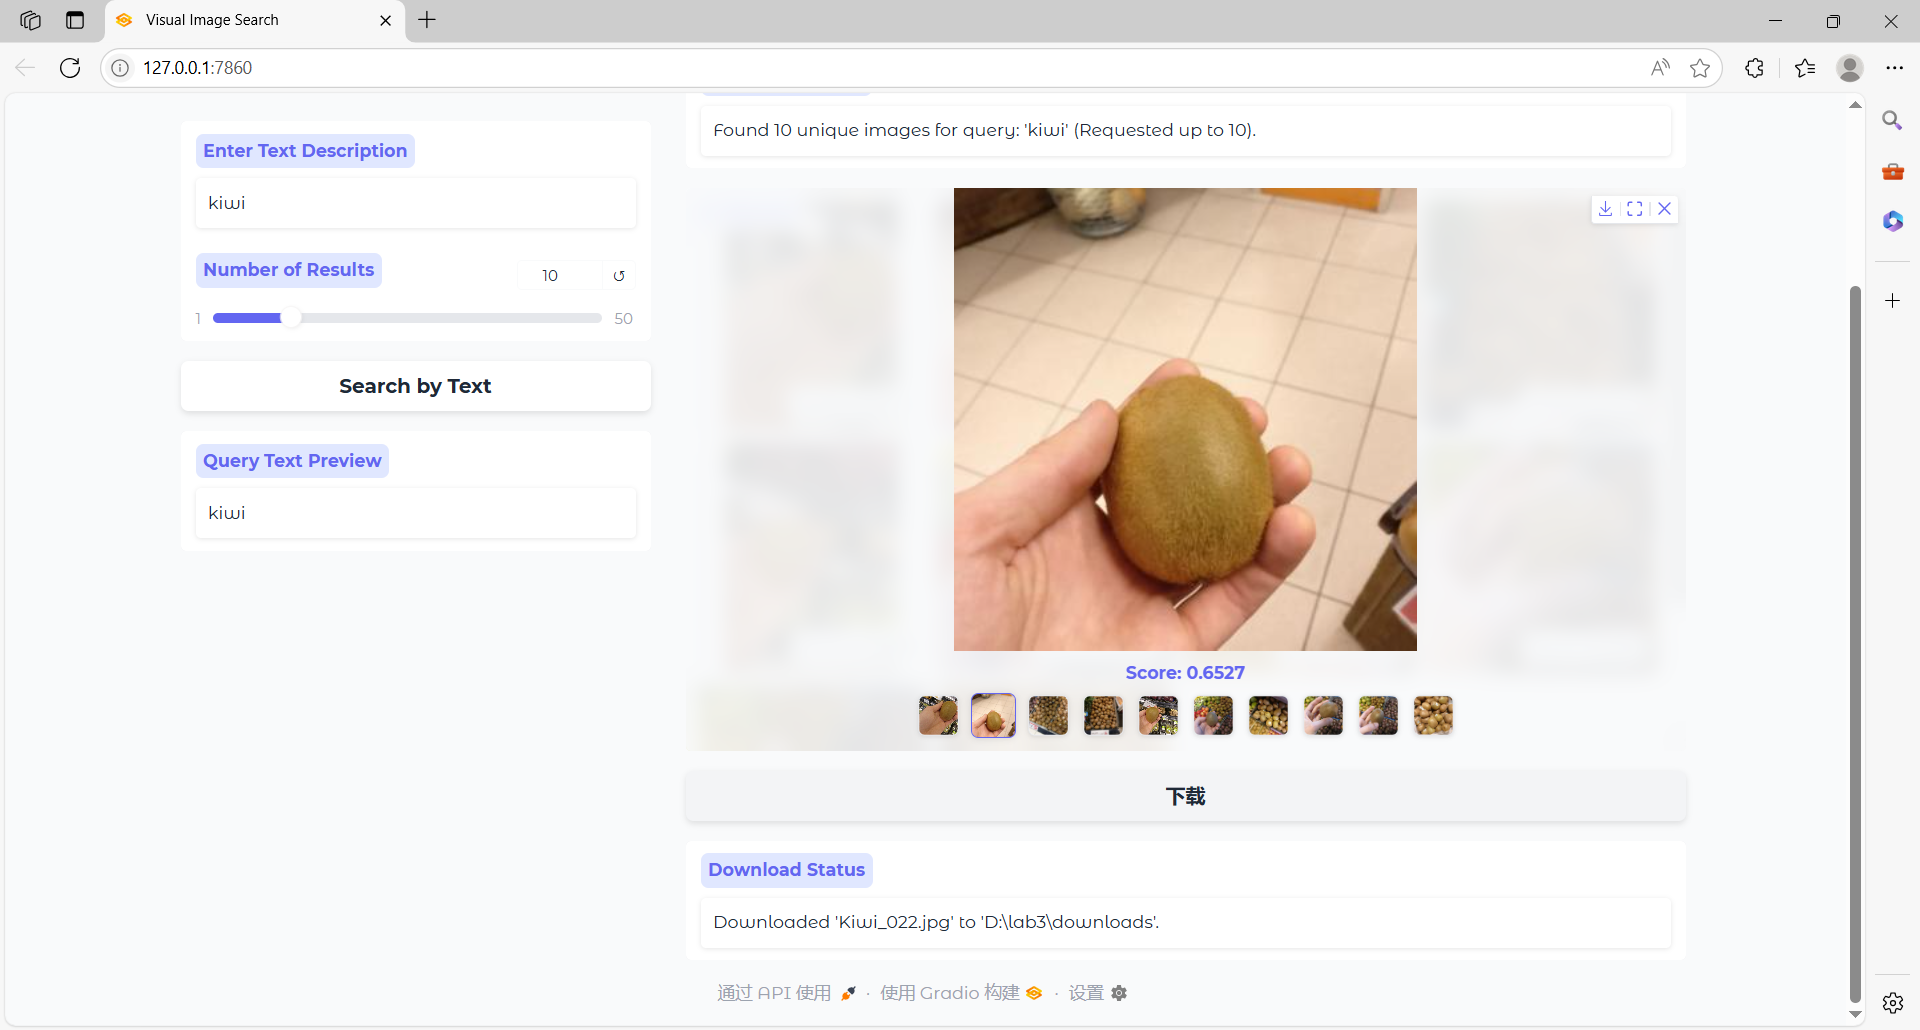 Visual Image Search
127.0.0.1:7860
Enter Text Description
kiwi
Number of Results
10
1
50
Search by Text
Query Text Preview
kiwi
Found 10 unique images for query: 'kiwi' (Requested up to 10).
Score: 0.6527
下载
Download Status
Downloaded 'Kiwi_022.jpg' to 'D:\lab3\downloads'.
通过 API 使用 · 使用 Gradio 构建 · 设置